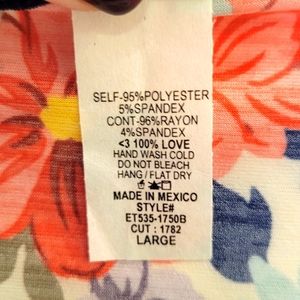 SELF-95%POLYESTER
5%SPANDEX
CONT-96%RAYON
4%SPANDEX
<3 100% LOVE
HAND WASH COLD
DO NOT BLEACH
HANG / FLAT DRY
MADE IN MEXICO
STYLE#
ET535-1750B
CUT : 1782
LARGE